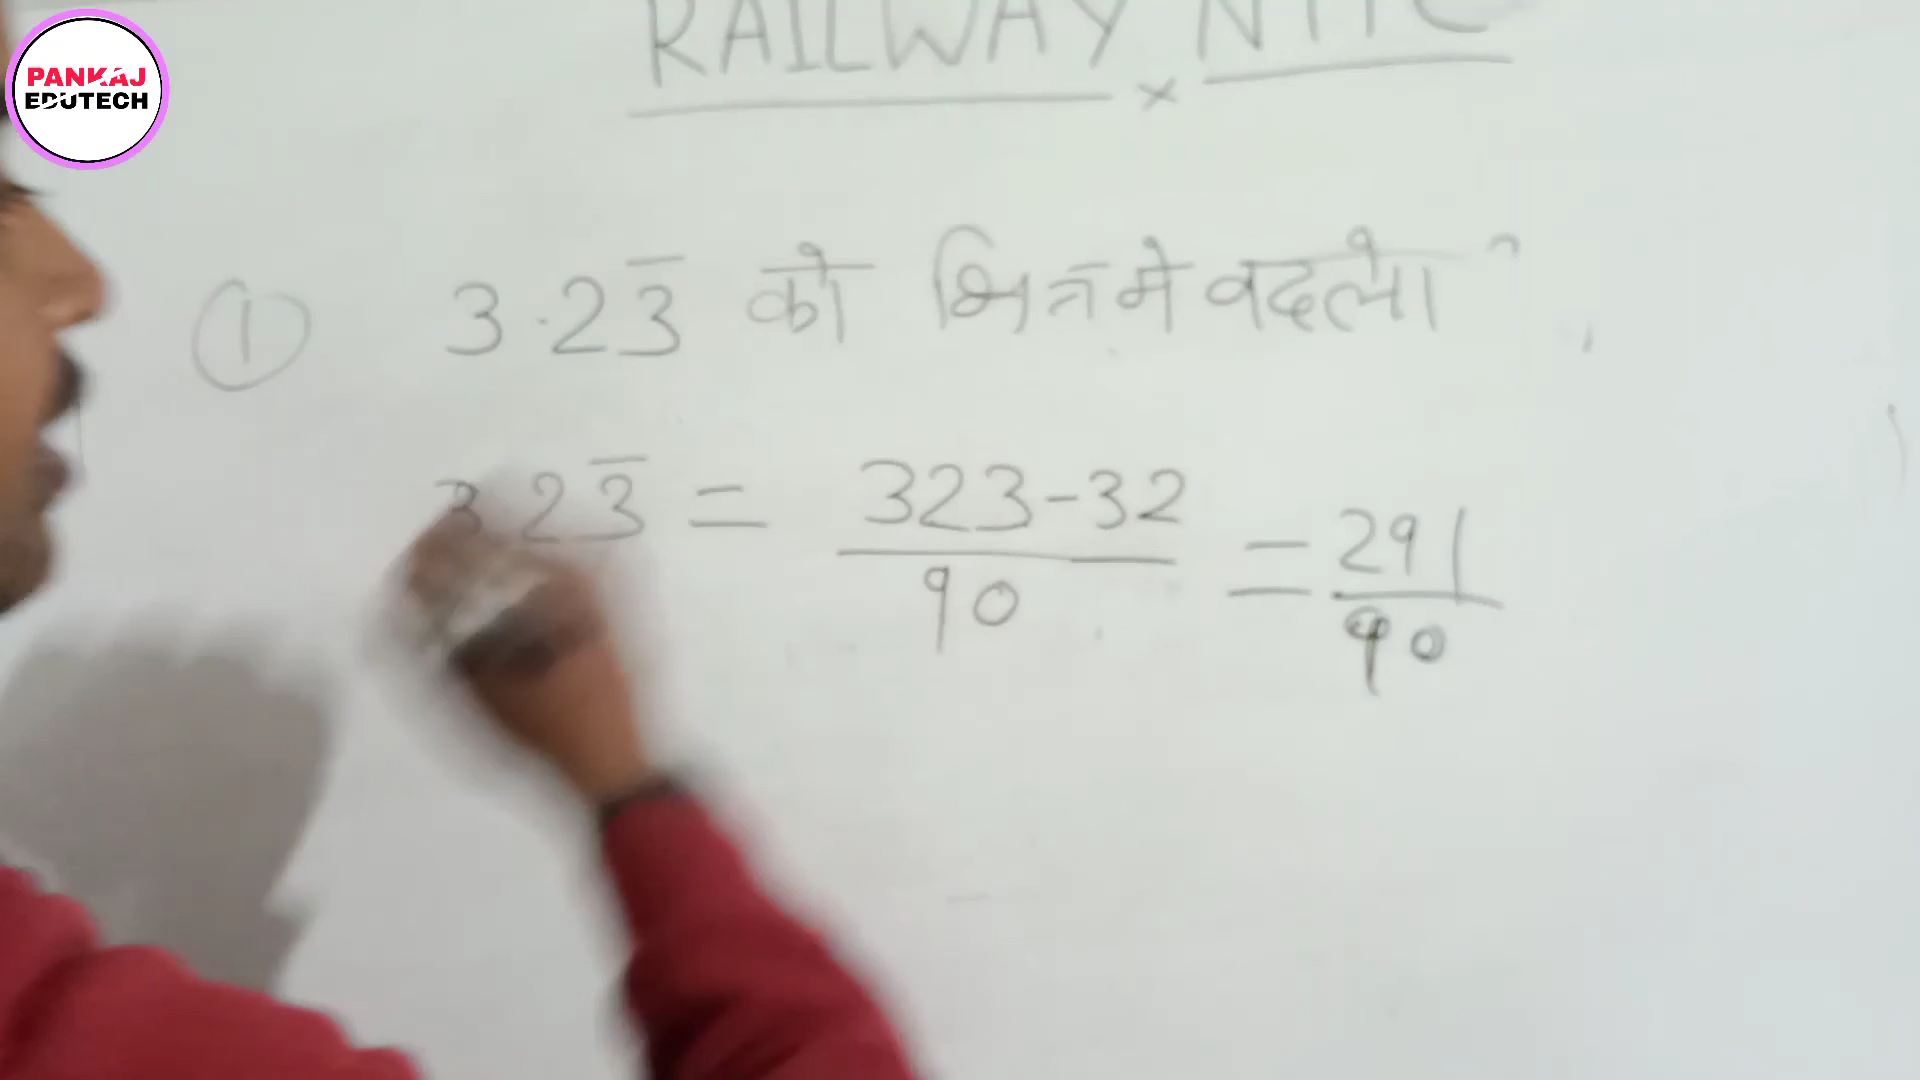 PANKAJ
EDUTECH
RAILWAY NTPC
×
① 3.23̅ को भिन्न मे बदलो ?
3.23̅ = 323-32 / 90 = 291 / 90